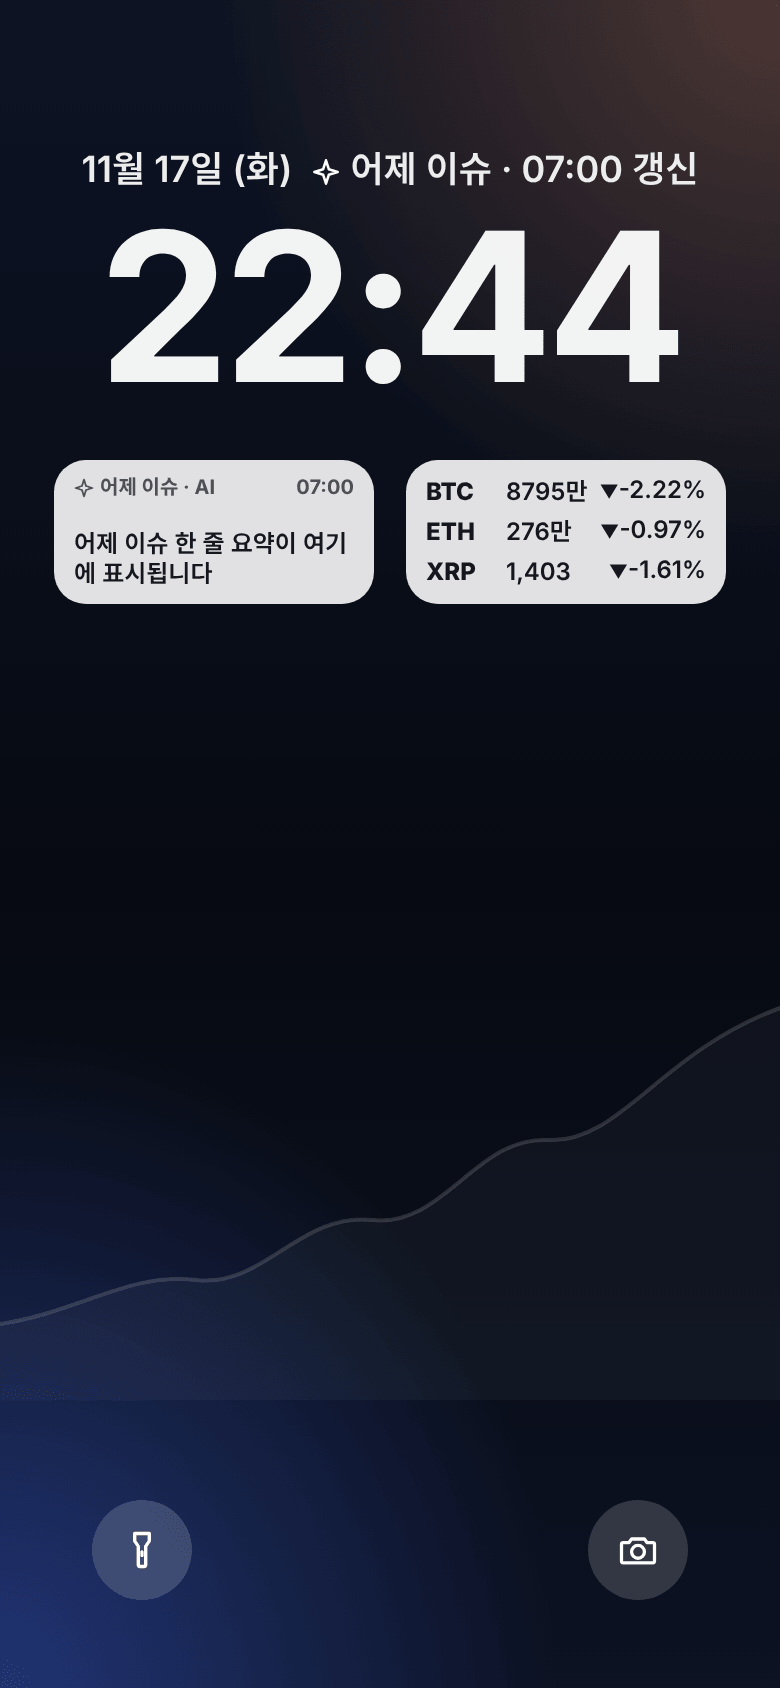 11월 17일 (화) 어제 이슈 · 07:00 갱신
22:44
어제 이슈 · AI 07:00
어제 이슈 한 줄 요약이 여기
에 표시됩니다
BTC 8795만 ▼-2.22%
ETH 276만 ▼-0.97%
XRP 1,403 ▼-1.61%